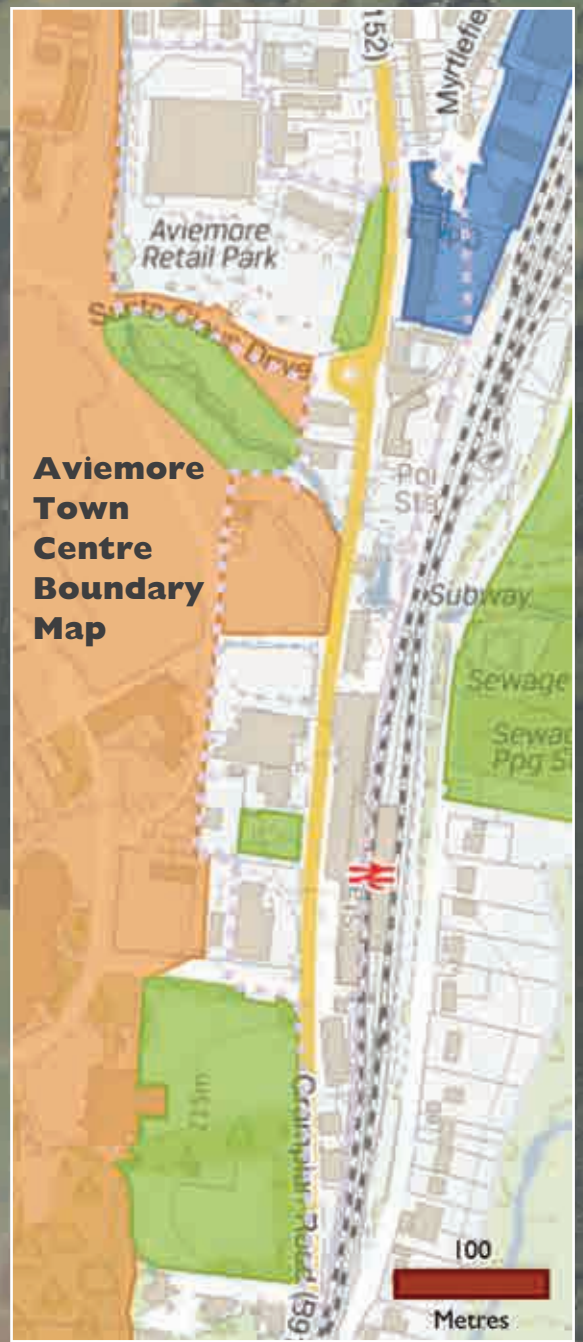 152)
Myrtlefie
Aviemore
Retail Park
Santa Claus Drive
Aviemore
Town
Centre
Boundary
Map
Pol
Sta
Subway
Sewage
Sewag
Ppg S
225m
Grampian Road (B9
100
Metres